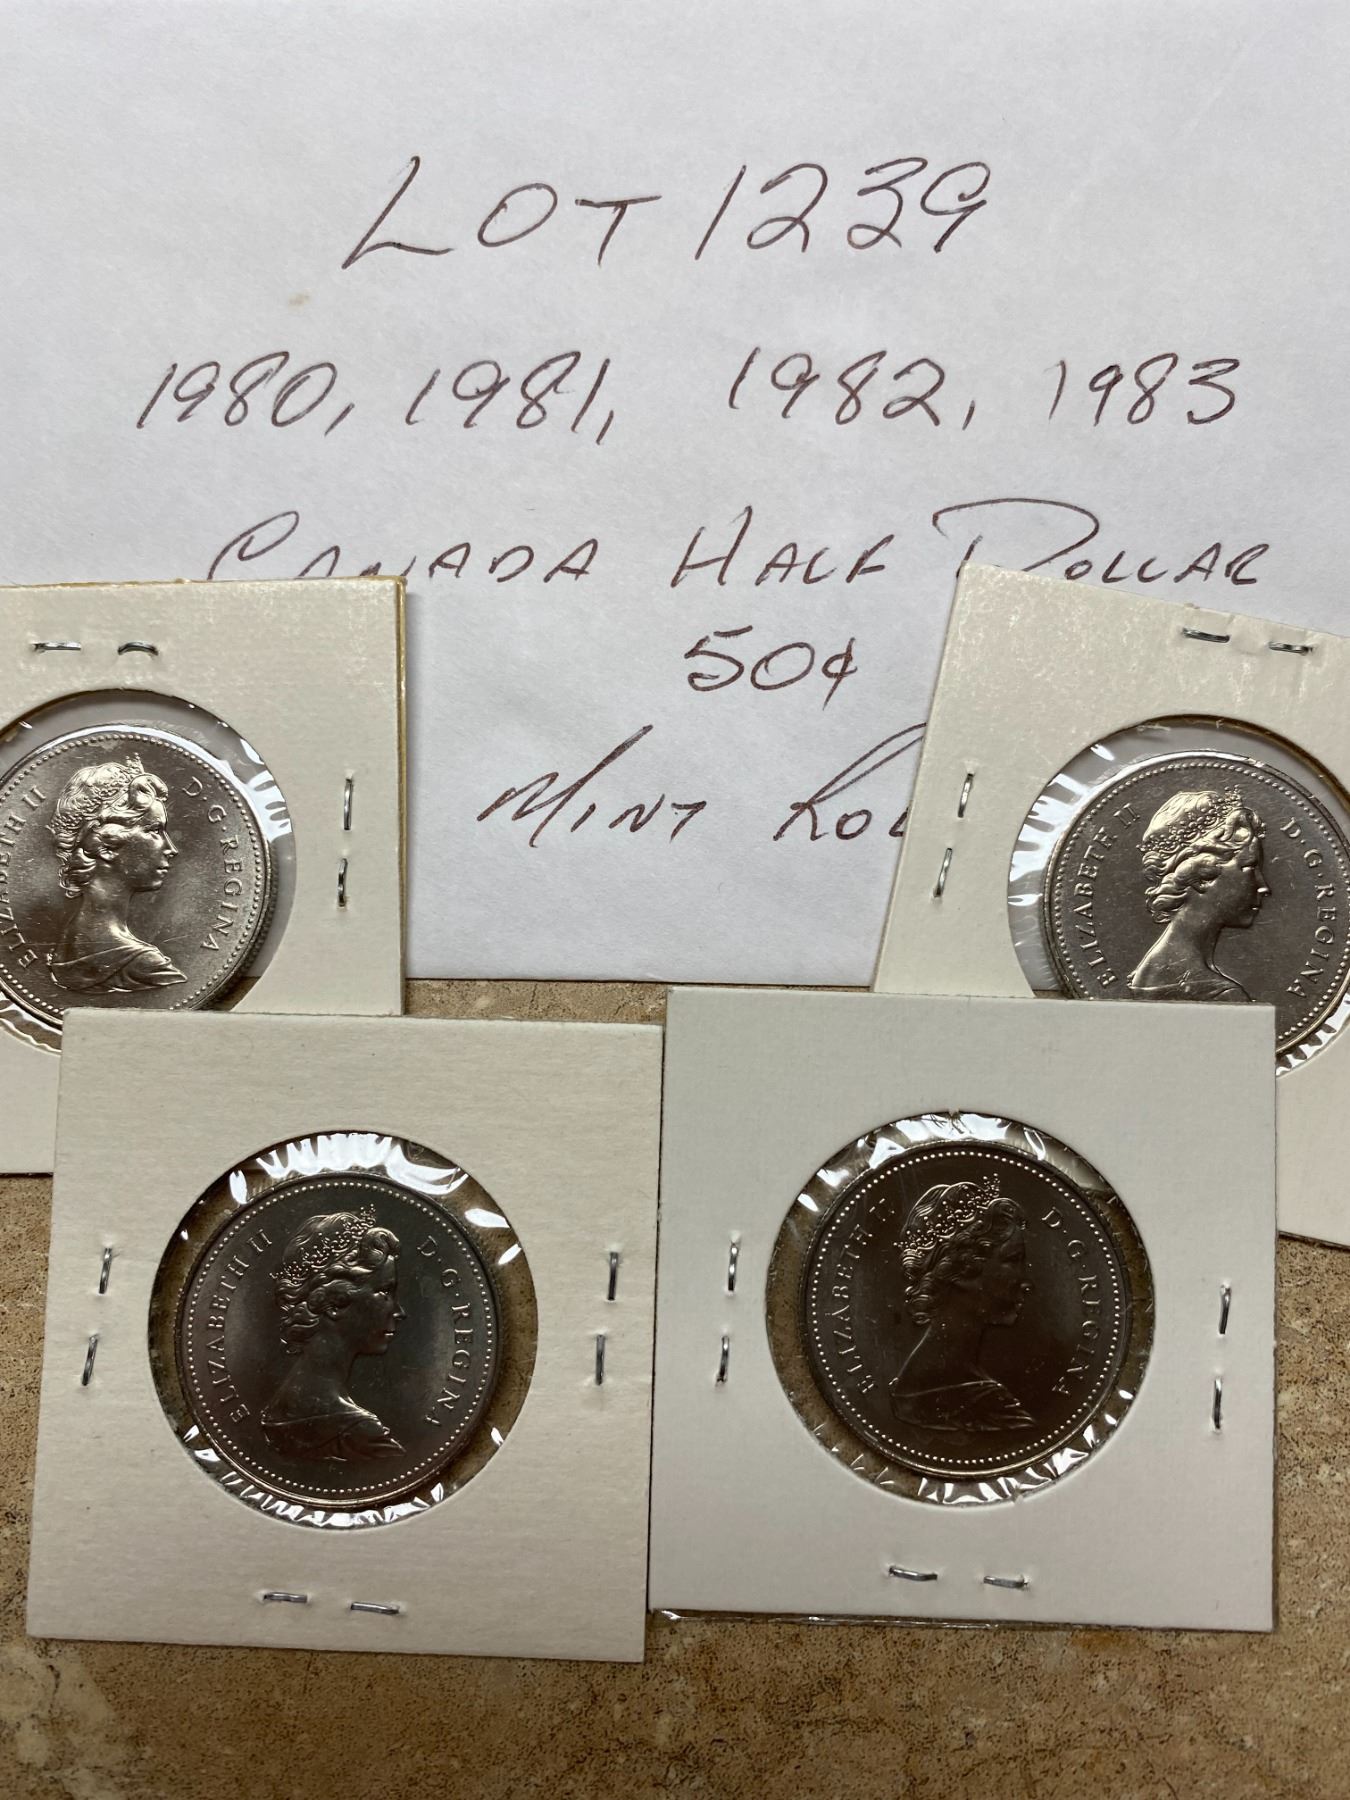 LOT 1239
1980, 1981, 1982, 1983
CANADA HALF DOLLAR
50¢
MINT
ELIZABETH II D·G·REGINA
ELIZABETH II D·G·REGINA
ELIZABETH II D·G·REGINA
ELIZABETH II D·G·REGINA